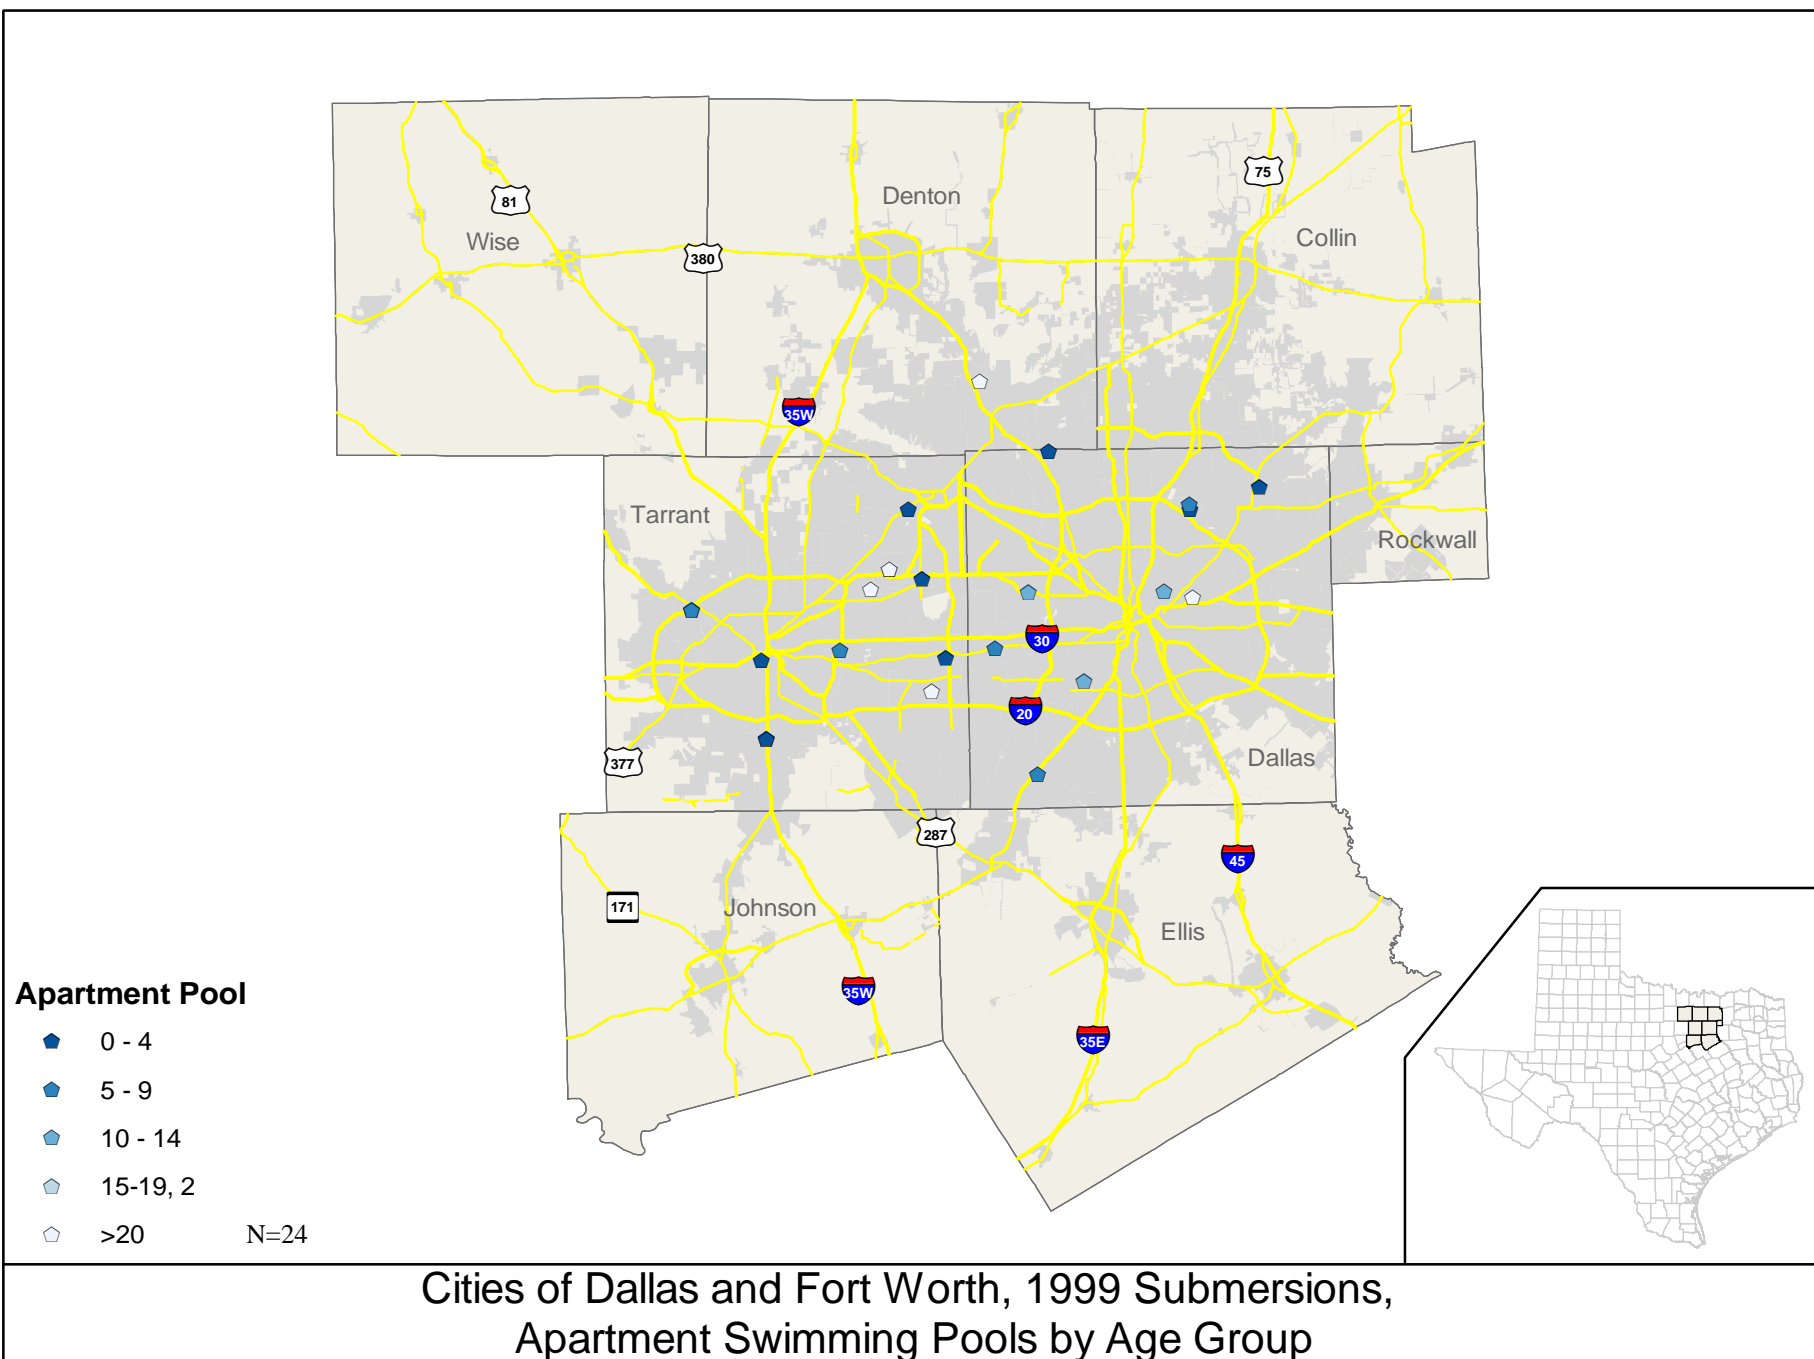 75
81
Denton
Wise
Collin
380
35W
Tarrant
Rockwall
30
20
377
Dallas
287
45
171
Johnson
Ellis
35W
35E
Apartment Pool
0 - 4
5 - 9
10 - 14
15-19, 2
>20 N=24
Cities of Dallas and Fort Worth, 1999 Submersions,
Apartment Swimming Pools by Age Group